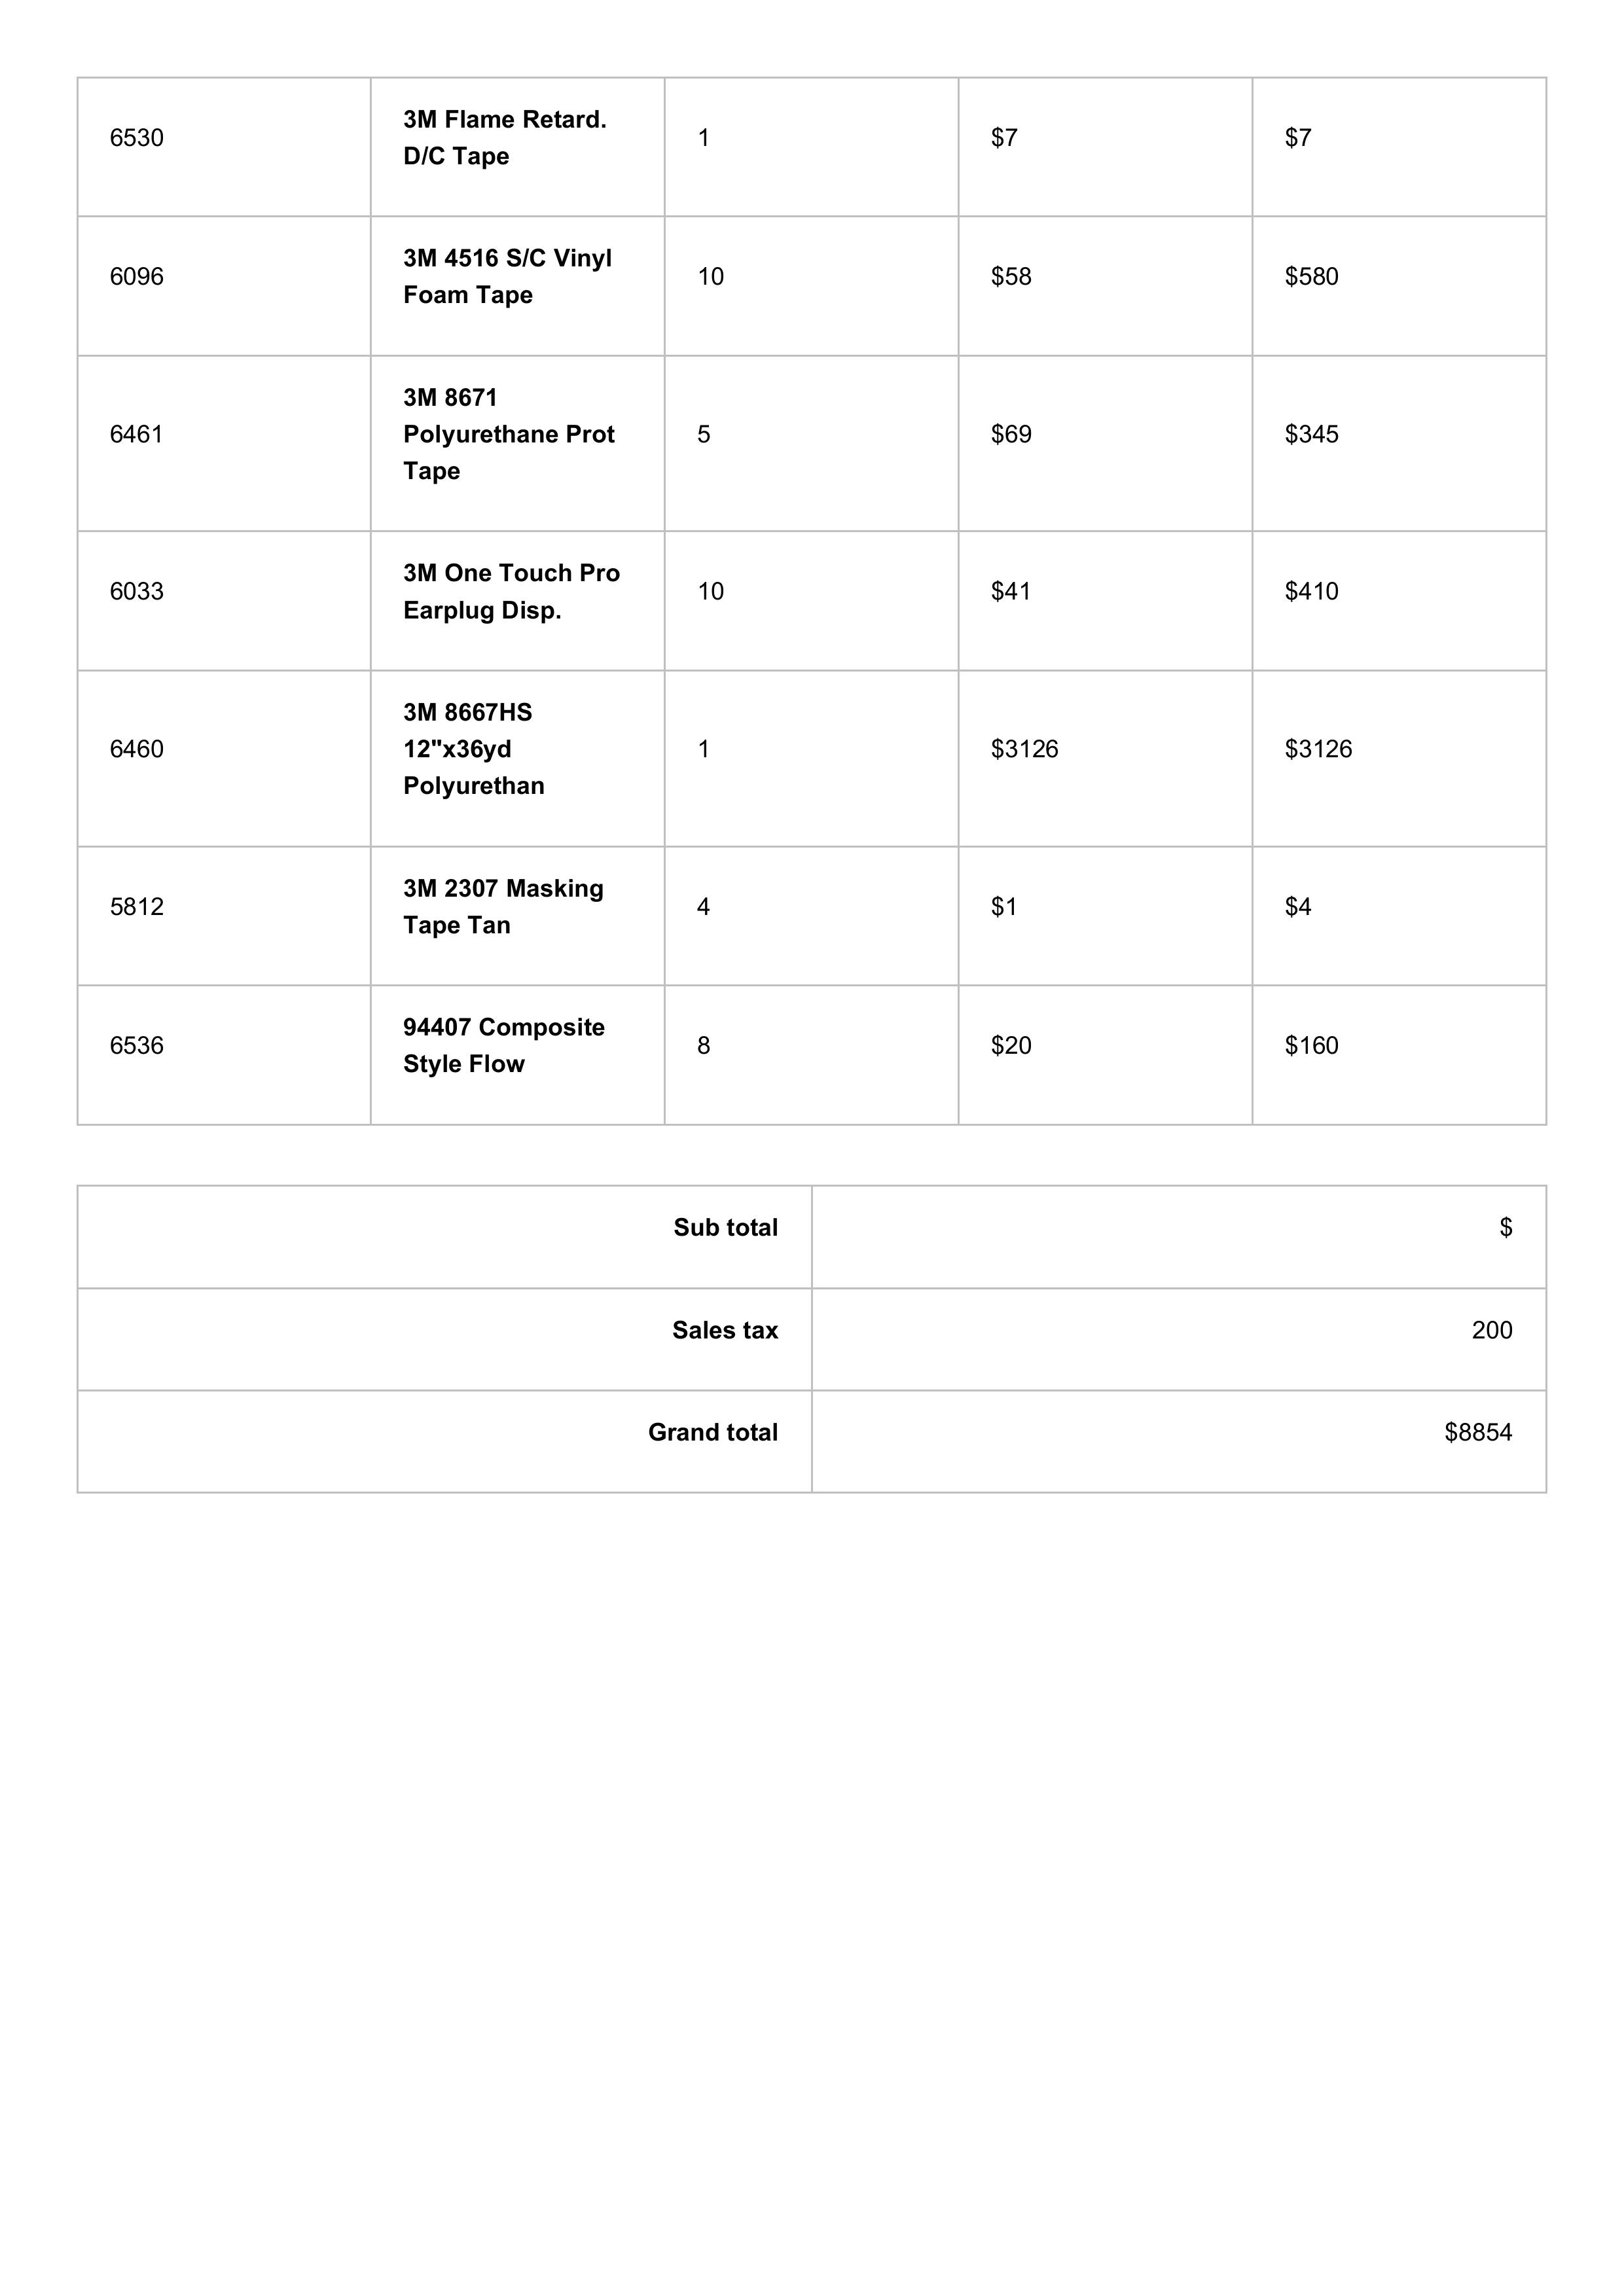 6530 3M Flame Retard. 1 $7 $7
D/C Tape
6096 3M 4516 S/C Vinyl 10 $58 $580
Foam Tape
3M 8671
6461 Polyurethane Prot 5 $69 $345
Tape
6033 3M One Touch Pro 10 $41 $410
Earplug Disp.
3M 8667HS
6460 12"x36yd 1 $3126 $3126
Polyurethan
5812 3M 2307 Masking 4 $1 $4
Tape Tan
6536 94407 Composite 8 $20 $160
Style Flow
Sub total $
Sales tax 200
Grand total $8854